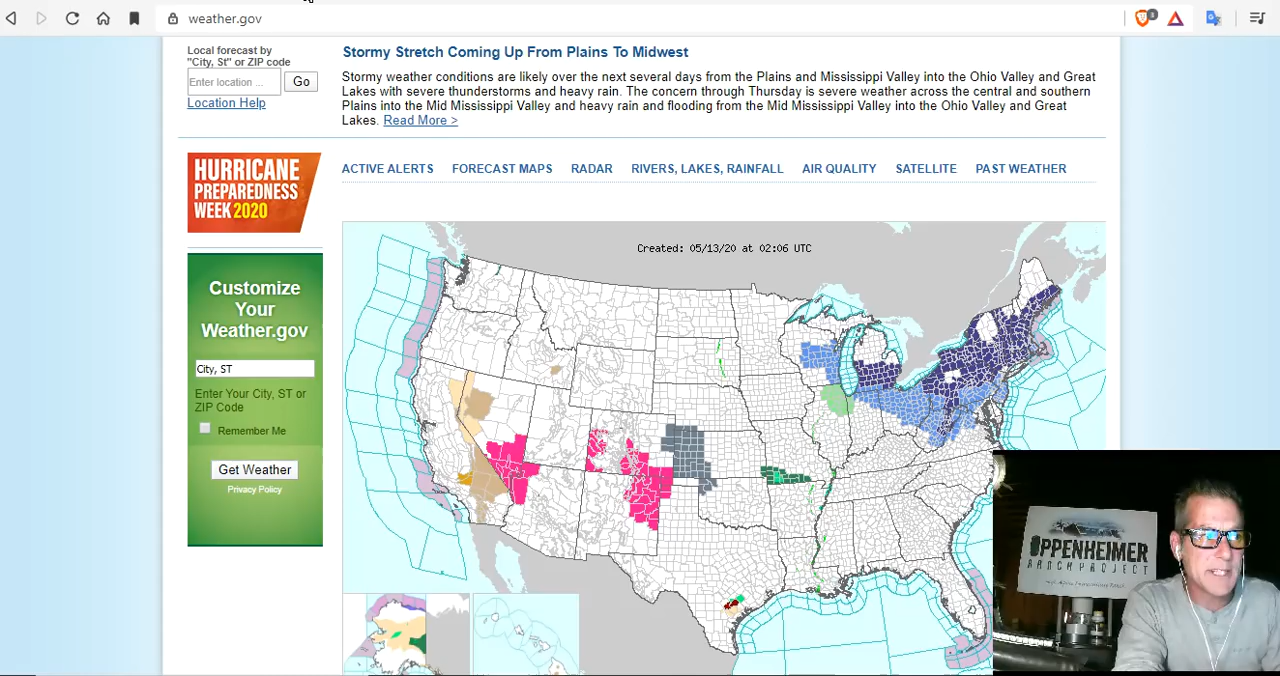 weather.gov
Local forecast by
"City, St" or ZIP code
Enter location ...
Go
Location Help
Stormy Stretch Coming Up From Plains To Midwest
Stormy weather conditions are likely over the next several days from the Plains and Mississippi Valley into the Ohio Valley and Great
Lakes with severe thunderstorms and heavy rain. The concern through Thursday is severe weather across the central and southern
Plains into the Mid Mississippi Valley and heavy rain and flooding from the Mid Mississippi Valley into the Ohio Valley and Great
Lakes. Read More >
HURRICANE
PREPAREDNESS
WEEK 2020
ACTIVE ALERTS FORECAST MAPS RADAR RIVERS, LAKES, RAINFALL AIR QUALITY SATELLITE PAST WEATHER
Created: 05/13/20 at 02:06 UTC
Customize
Your
Weather.gov
City, ST
Enter Your City, ST or
ZIP Code
Remember Me
Get Weather
Privacy Policy
OPPENHEIMER
RANCH PROJECT